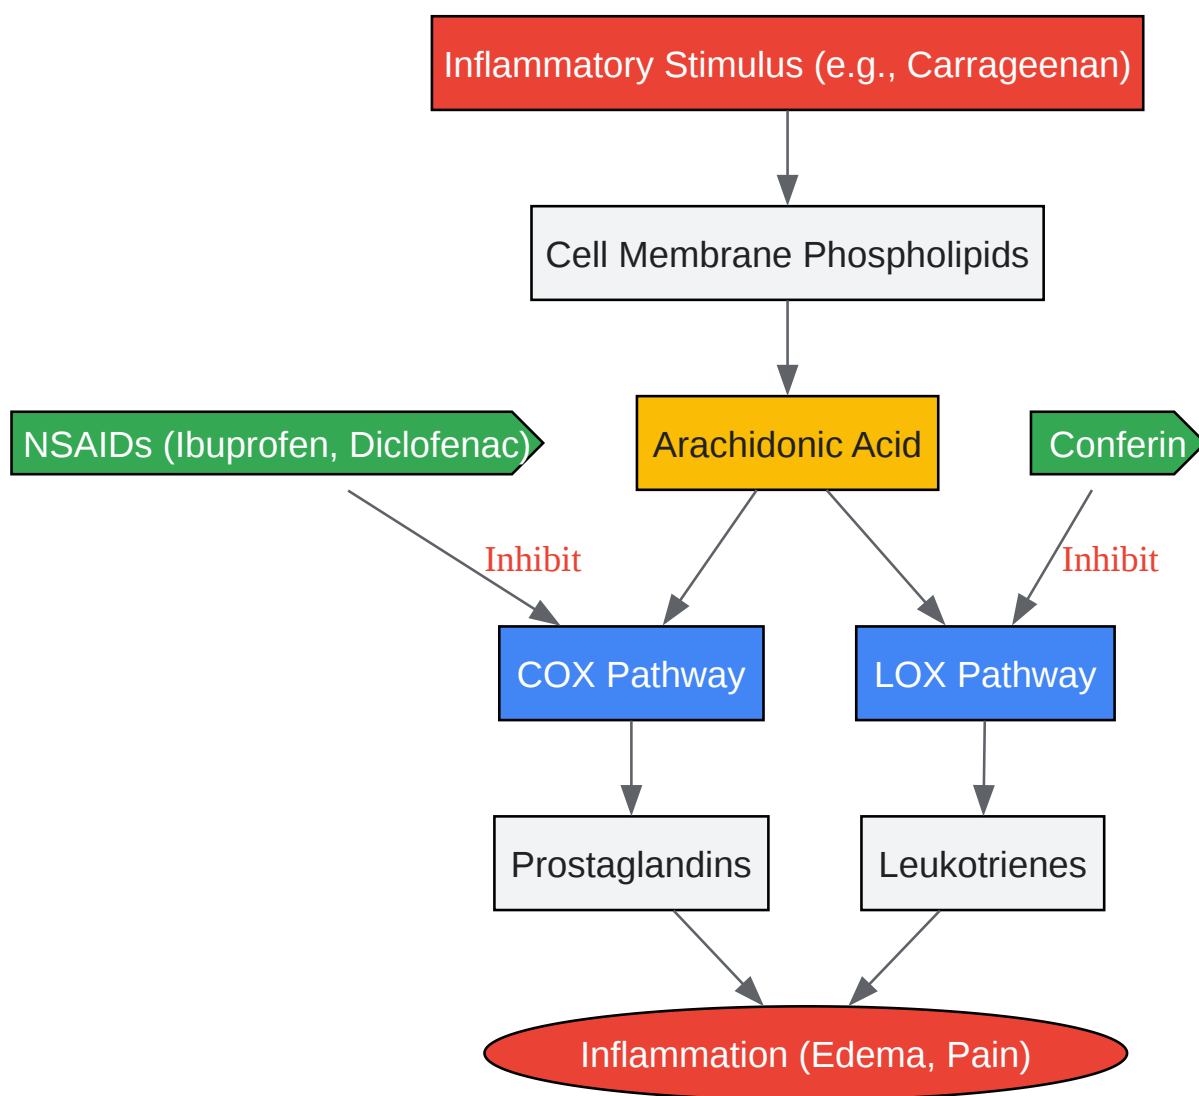 Inflammatory Stimulus (e.g., Carrageenan)
Cell Membrane Phospholipids
NSAIDs (Ibuprofen, Diclofenac)
Arachidonic Acid
Conferin
Inhibit
Inhibit
COX Pathway
LOX Pathway
Prostaglandins
Leukotrienes
Inflammation (Edema, Pain)